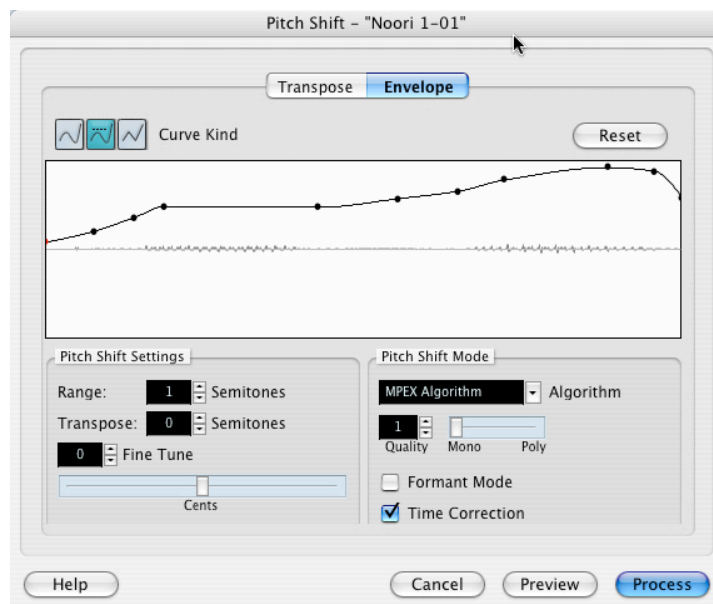 Pitch Shift – "Noori 1-01"
Transpose Envelope
Curve Kind Reset
Pitch Shift Settings
Range: 1 Semitones
Transpose: 0 Semitones
0 Fine Tune
Cents
Pitch Shift Mode
MPEX Algorithm Algorithm
1
Quality Mono Poly
Formant Mode
Time Correction
Help Cancel Preview Process